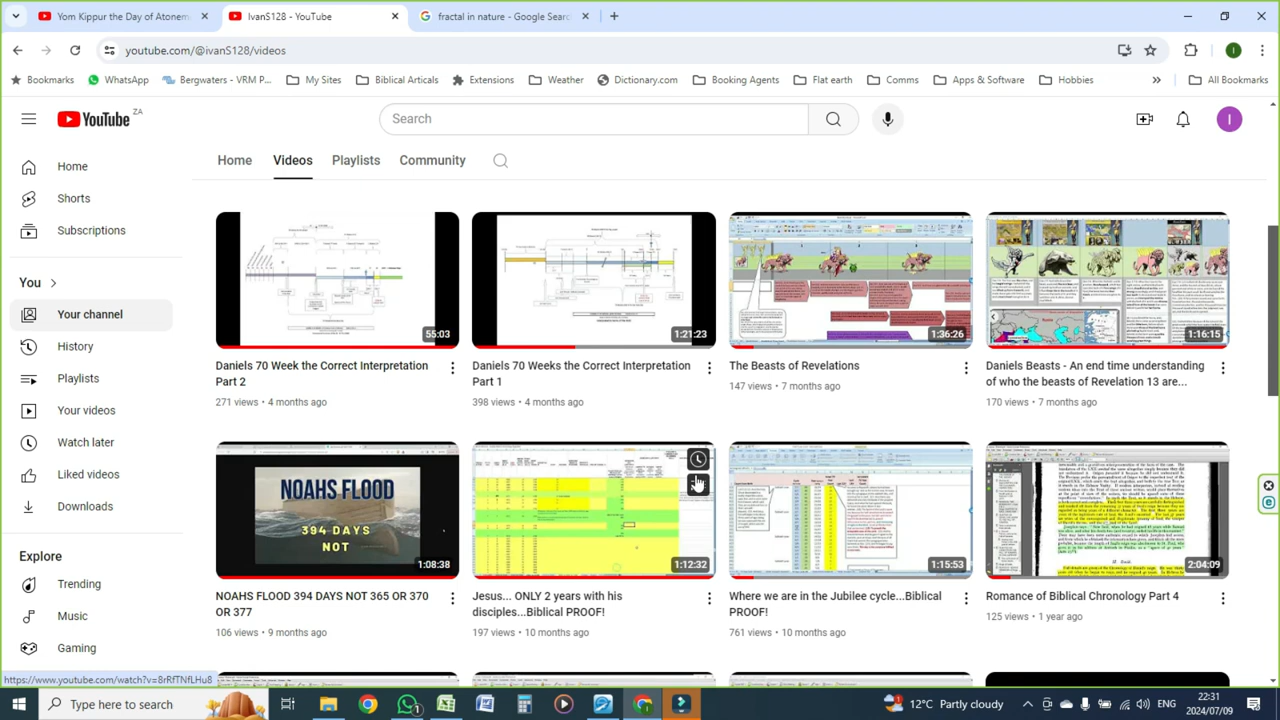 Yom Kippur the Day of Atonem
IvanS128 - YouTube
fractal in nature - Google Searc
youtube.com/@ivanS128/videos
Bookmarks
WhatsApp
Bergwaters - VRM P...
My Sites
Biblical Articals
Extensions
Weather
Dictionary.com
Booking Agents
Flat earth
Comms
Apps & Software
Hobbies
All Bookmarks
YouTube ZA
Search
I
Home
Videos
Playlists
Community
Home
Shorts
Subscriptions
You
Your channel
History
Playlists
Your videos
Watch later
Liked videos
Downloads
Explore
Trending
Music
Gaming
55:03
1:21:23
1:36:26
1:16:15
Daniels 70 Week the Correct Interpretation
Part 2
271 views • 4 months ago
Daniels 70 Weeks the Correct Interpretation
Part 1
398 views • 4 months ago
The Beasts of Revelations
147 views • 7 months ago
Daniels Beasts - An end time understanding
of who the beasts of Revelation 13 are...
170 views • 7 months ago
NOAHS FLOOD
394 DAYS
NOT
1:08:38
1:12:32
1:15:53
2:04:09
NOAHS FLOOD 394 DAYS NOT 365 OR 370
OR 377
106 views • 9 months ago
Jesus... ONLY 2 years with his
disciples...Biblical PROOF!
197 views • 10 months ago
Where we are in the Jubilee cycle...Biblical
PROOF!
761 views • 10 months ago
Romance of Biblical Chronology Part 4
125 views • 1 year ago
https://www.youtube.com/watch?v=8rRfTNfLHu8
Type here to search
12°C Partly cloudy
ENG
22:31
2024/07/09